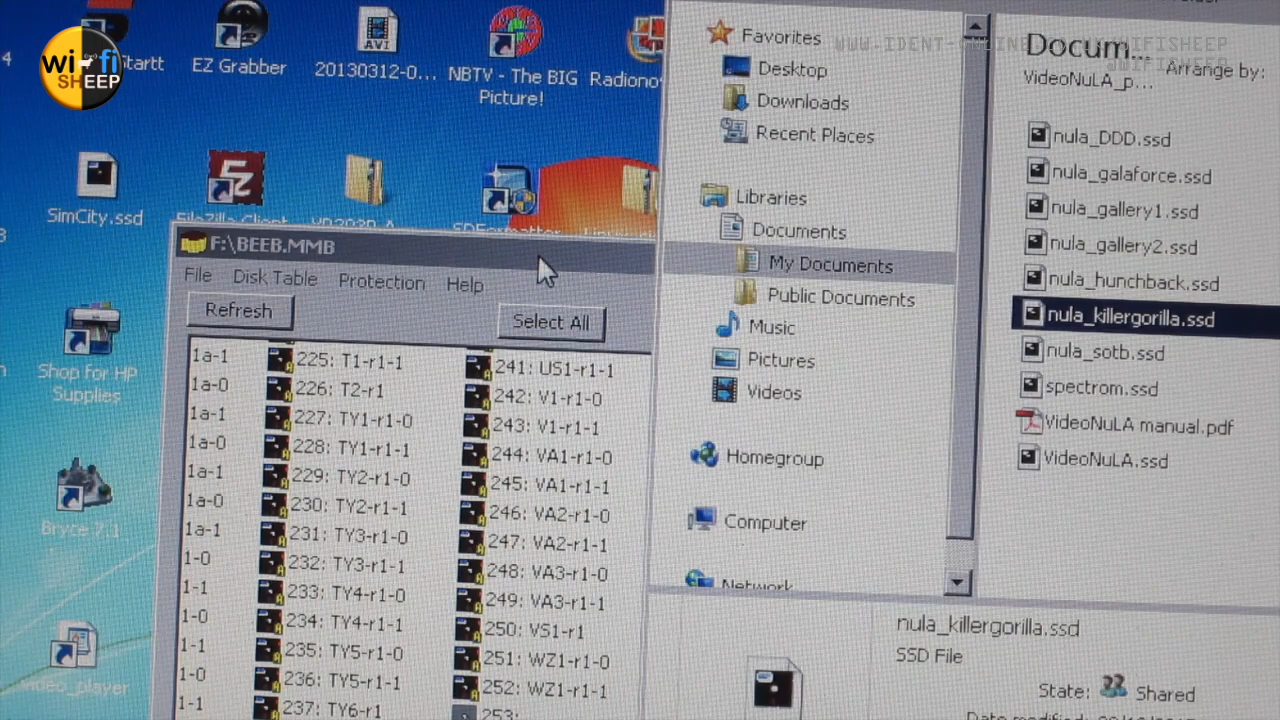 wi-fi
SHEEP
4
EZ Grabber
20130312-0...
NBTV - The BIG
Picture!
SimCity.ssd
FileZilla Client
3
Shop for HP
Supplies
Bryce 7.1
video_player
F:\BEEB.MMB
File Disk Table Protection Help
Refresh
Select All
1a-1 225: T1-r1-1 241: US1-r1-1
1a-0 226: T2-r1 242: V1-r1-0
1a-1 227: TY1-r1-0 243: V1-r1-1
1a-0 228: TY1-r1-1 244: VA1-r1-0
1a-1 229: TY2-r1-0 245: VA1-r1-1
1a-0 230: TY2-r1-1 246: VA2-r1-0
1a-1 231: TY3-r1-0 247: VA2-r1-1
1-0 232: TY3-r1-1 248: VA3-r1-0
1-1 233: TY4-r1-0 249: VA3-r1-1
1-0 234: TY4-r1-1 250: VS1-r1
1-1 235: TY5-r1-0 251: WZ1-r1-0
1-0 236: TY5-r1-1 252: WZ1-r1-1
1-1 237: TY6-r1 253:
Favorites
Desktop
Downloads
Recent Places
Libraries
Documents
My Documents
Public Documents
Music
Pictures
Videos
Homegroup
Computer
Network
Docum...
VideoNuLA_p...
Arrange by:
nula_DDD.ssd
nula_galaforce.ssd
nula_gallery1.ssd
nula_gallery2.ssd
nula_hunchback.ssd
nula_killergorilla.ssd
nula_sotb.ssd
spectrom.ssd
VideoNuLA manual.pdf
VideoNuLA.ssd
nula_killergorilla.ssd
SSD File
State: Shared
Date modified: